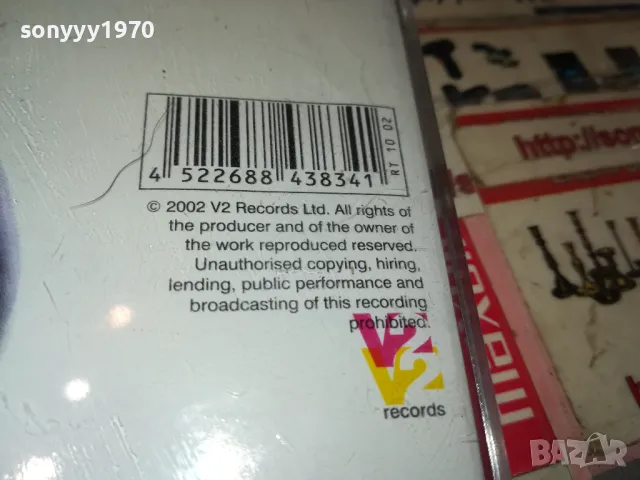 sonyyy1970
RT 10 02
4 522688 438341
© 2002 V2 Records Ltd. All rights of
the producer and of the owner of
the work reproduced reserved.
Unauthorised copying, hiring,
lending, public performance and
broadcasting of this recording
prohibited.
V2
V2
records
BAZAR